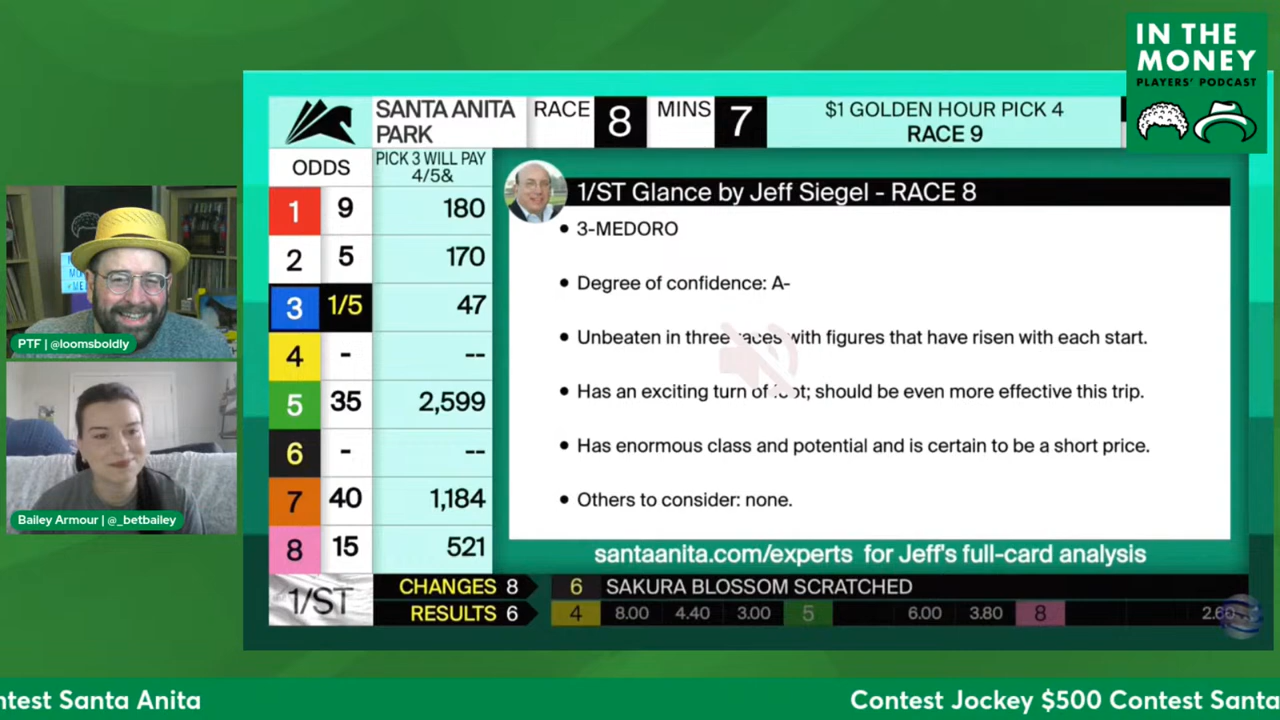 IN THE
MONEY
PLAYERS' PODCAST
SANTA ANITA
PARK
RACE 8 MINS 7
$1 GOLDEN HOUR PICK 4
RACE 9
ODDS
PICK 3 WILL PAY
4/5&
1 9 180
2 5 170
3 1/5 47
4 - --
5 35 2,599
6 - --
7 40 1,184
8 15 521
1/ST Glance by Jeff Siegel - RACE 8
• 3-MEDORO
• Degree of confidence: A-
• Unbeaten in three races with figures that have risen with each start.
• Has an exciting turn of foot; should be even more effective this trip.
• Has enormous class and potential and is certain to be a short price.
• Others to consider: none.
santaanita.com/experts for Jeff's full-card analysis
1/ST
CHANGES 8 6 SAKURA BLOSSOM SCRATCHED
RESULTS 6 4 8.00 4.40 3.00 5 6.00 3.80 8 2.60
PTF | @loomsboldly
Bailey Armour | @_betbailey
ntest Santa Anita Contest Jockey $500 Contest Santa